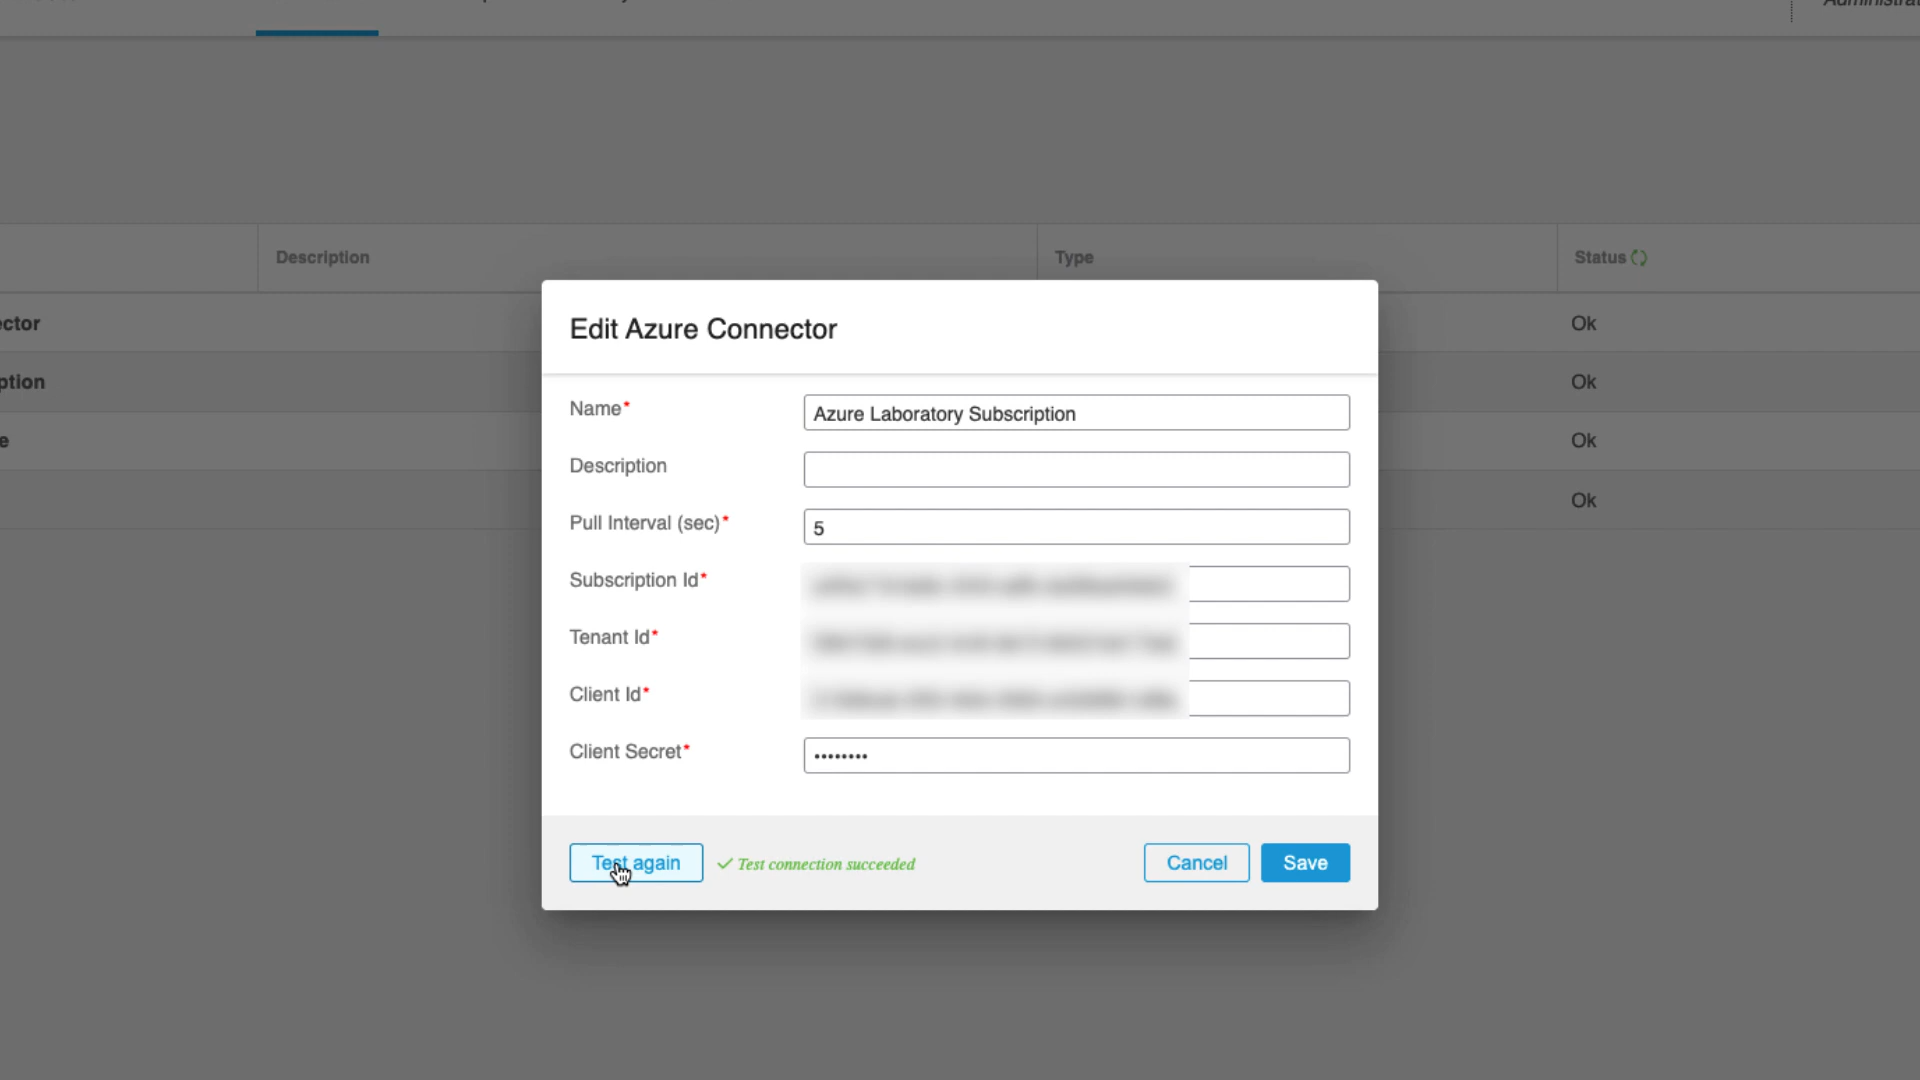 Description
Type
Status
ector
Ok
ption
Ok
e
Ok
Ok
Edit Azure Connector
Name*
Azure Laboratory Subscription
Description
Pull Interval (sec)*
5
Subscription Id*
Tenant Id*
Client Id*
Client Secret*
••••••••
Test again
Test connection succeeded
Cancel
Save